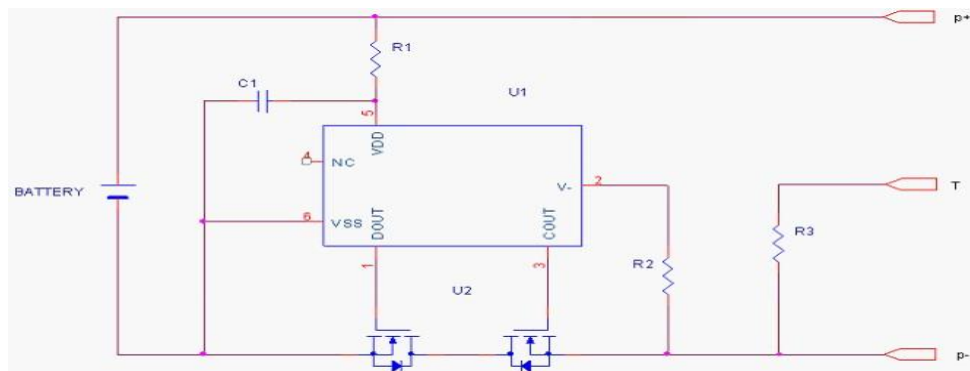 p+
R1
C1
U1
5
VDD
4
NC
BATTERY
V-
2
T
6
VSS
DOUT
COUT
R3
R2
1
3
U2
p-